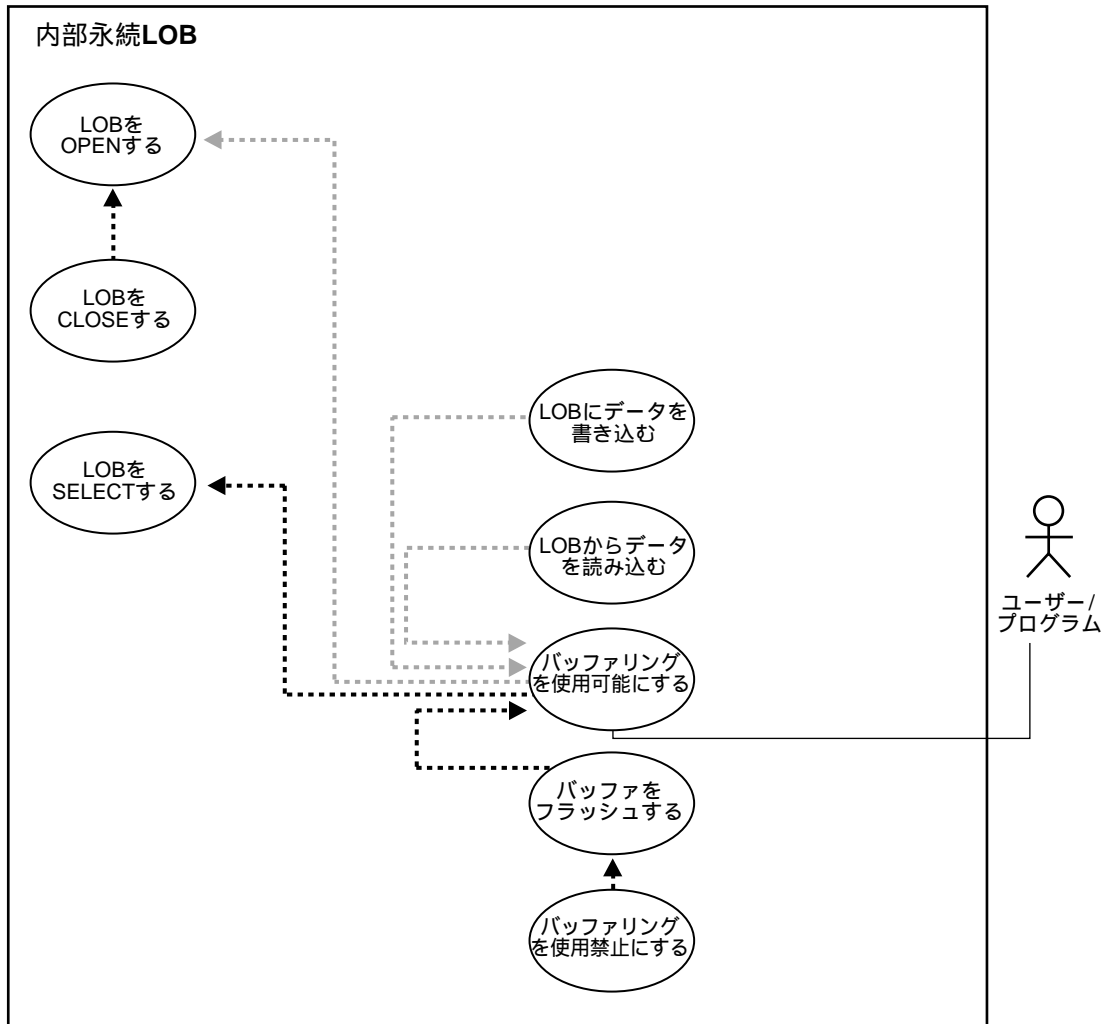 内部永続LOB
LOBを
OPENする
LOBを
CLOSEする
LOBにデータを
書き込む
LOBを
SELECTする
LOBからデータ
を読み込む
ユーザー/
プログラム
バッファリング
を使用可能にする
バッファを
フラッシュする
バッファリング
を使用禁止にする